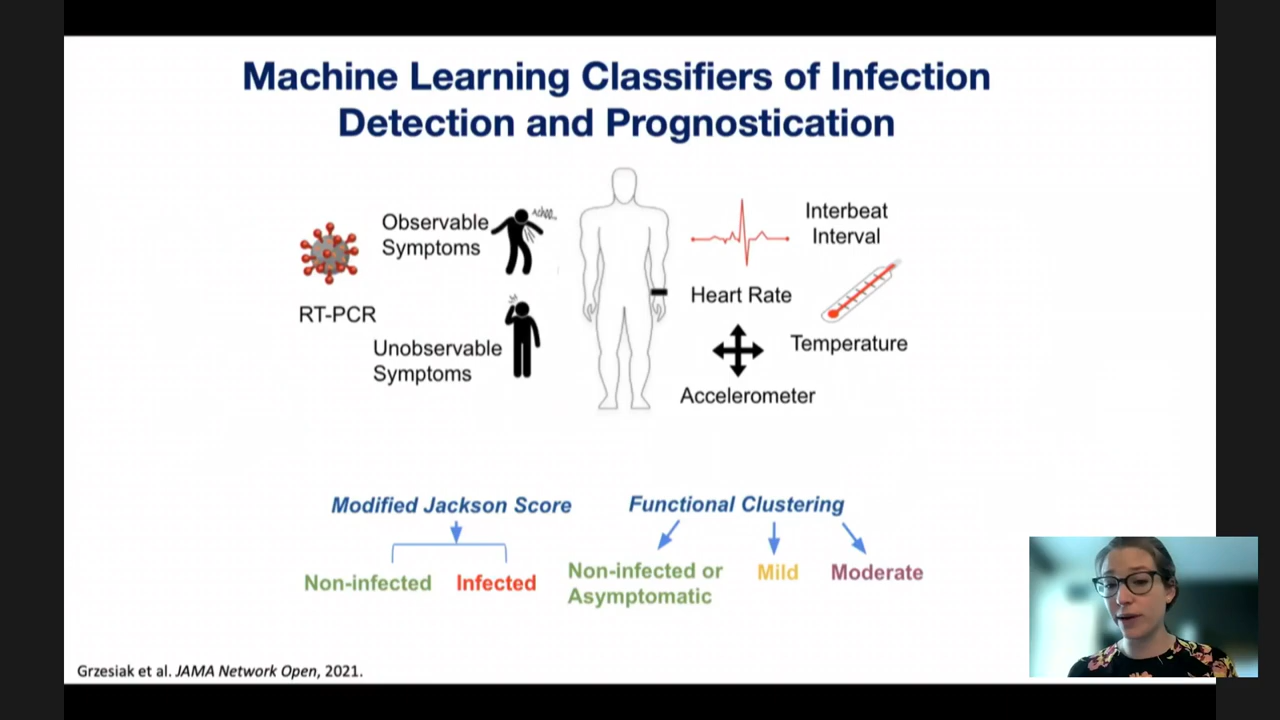 Machine Learning Classifiers of Infection
Detection and Prognostication
Observable
Symptoms
Achoo...
RT-PCR
Unobservable
Symptoms
Interbeat
Interval
Heart Rate
Temperature
Accelerometer
Modified Jackson Score
Non-infected
Infected
Functional Clustering
Non-infected or
Asymptomatic
Mild
Moderate
Grzesiak et al. JAMA Network Open, 2021.